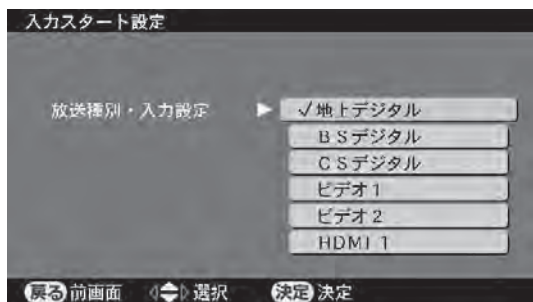 入力スタート設定
放送種別・入力設定 ▶ ✓地上デジタル
BSデジタル
CSデジタル
ビデオ1
ビデオ2
HDMI 1
戻る 前画面 選択 決定 決定